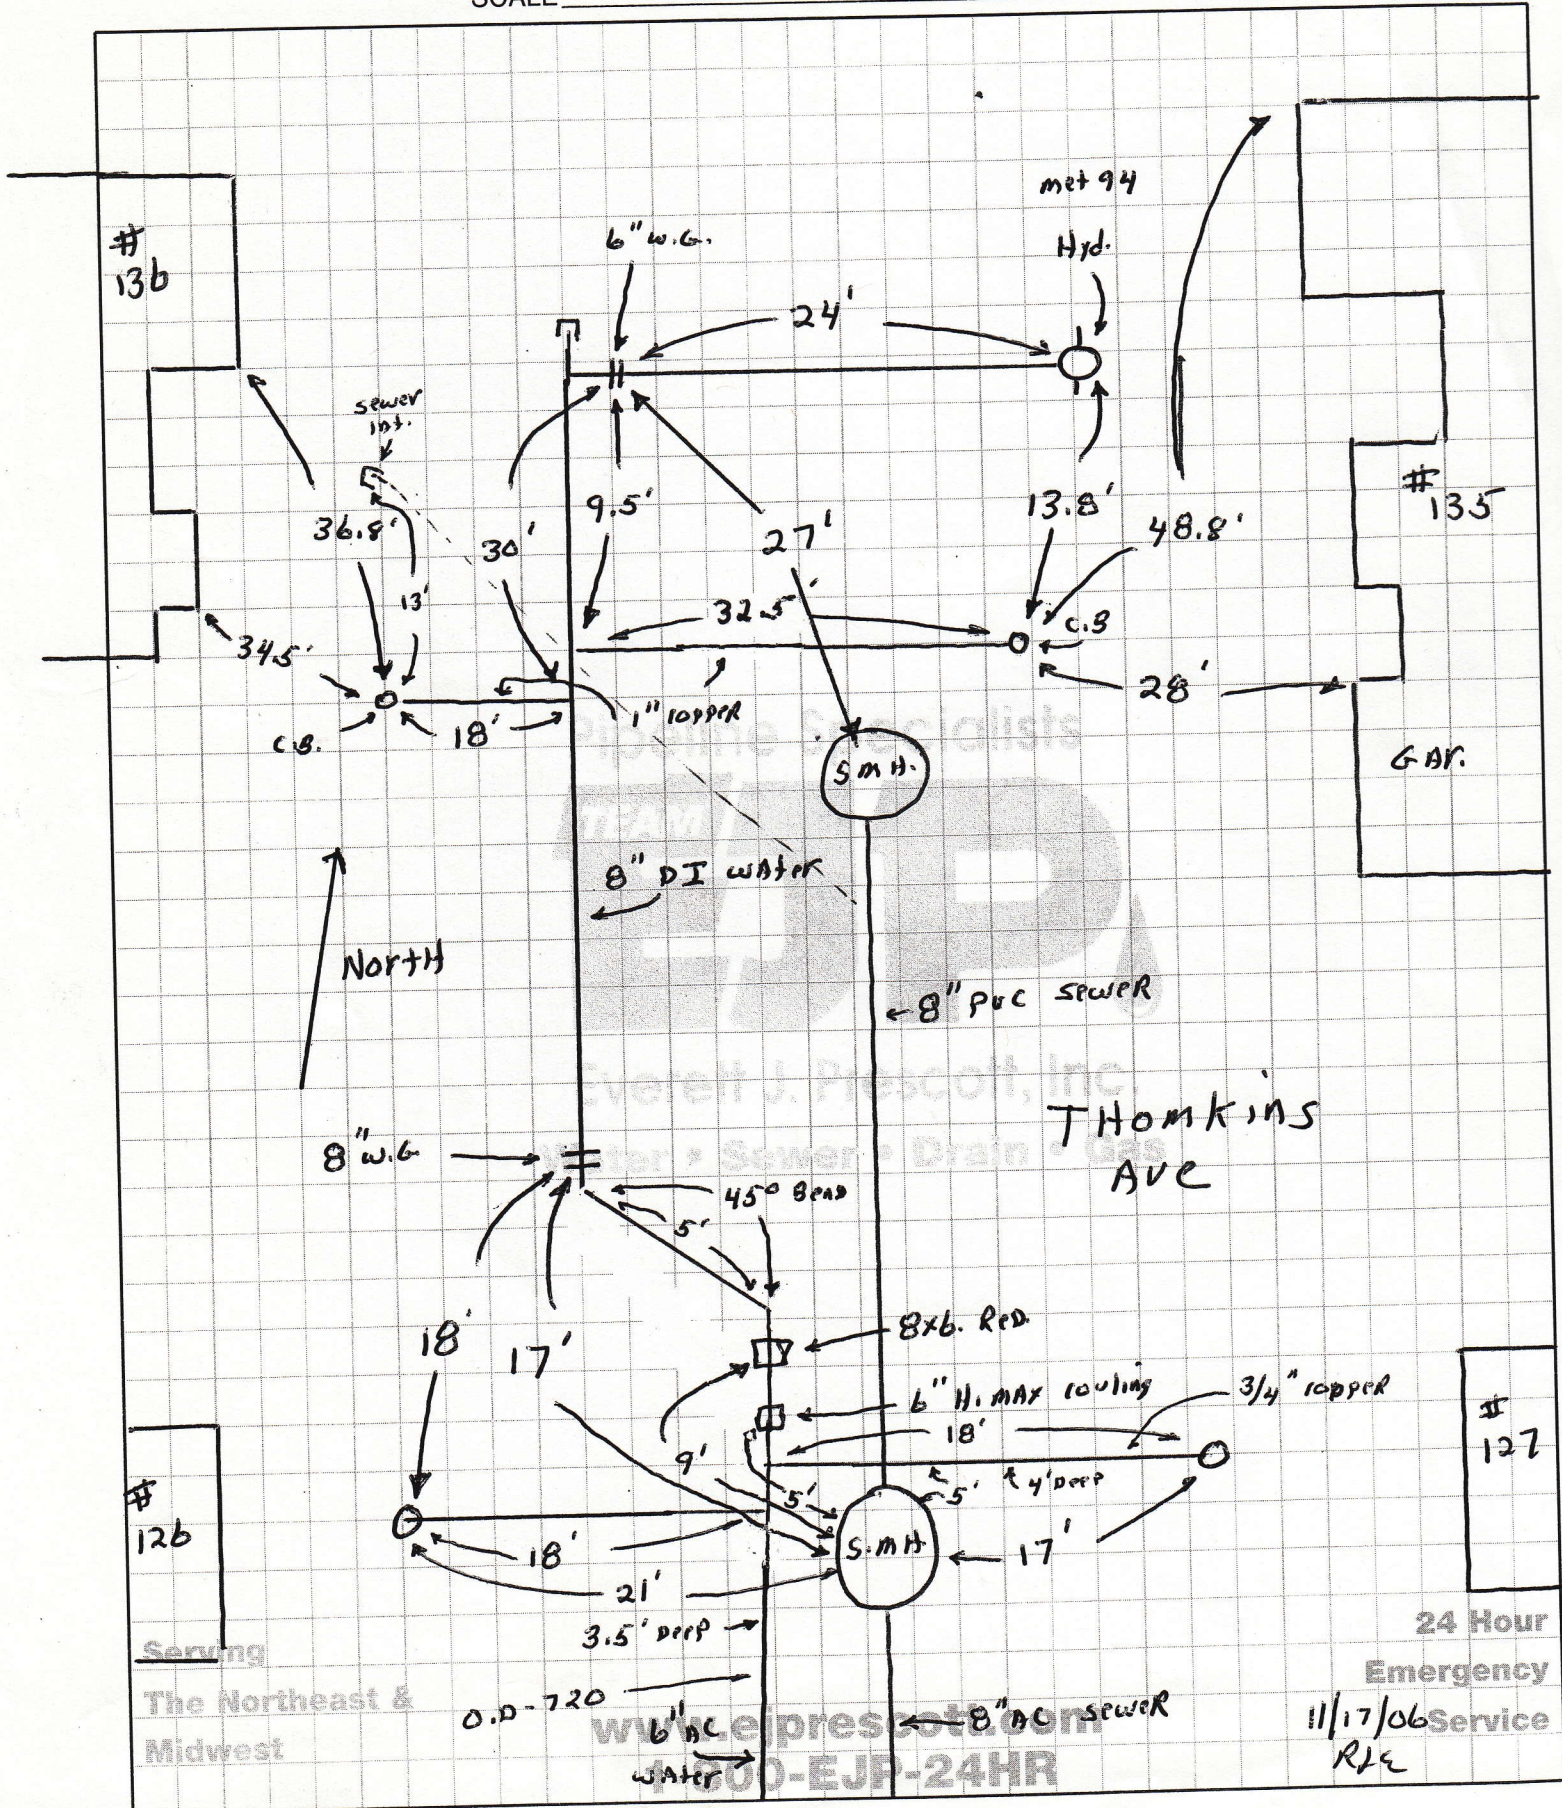 SCALE
met 94
Hyd.
6" W.G.
#
136
24'
sewer
int.
#
135
36.8'
30'
9.5'
27'
13.8'
48.8'
13'
32.5'
C.B
34.5'
28'
1" copper
18'
C.B.
Pipeline Specialists
S M H.
GAr.
TEAM
EJP
8" DI water
NortH
8" PVC sewer
Everett J. Prescott, Inc.
THomkins
Ave
8" W.G
Water • Sewer • Drain • Gas
45° Bend
5'
18'
17'
8x6. Red.
6" Hi MAX couling
3/4" copper
18'
#
127
9'
5'
5'
4' Deep
#
126
S.M.H
18'
17'
21'
3.5' Deep
24 Hour
Serving
Emergency
The Northeast &
O.D-720
8" AC sewer
www.ejprescott.com
11/17/06
Service
6" AC
Midwest
water
1-800-EJP-24HR